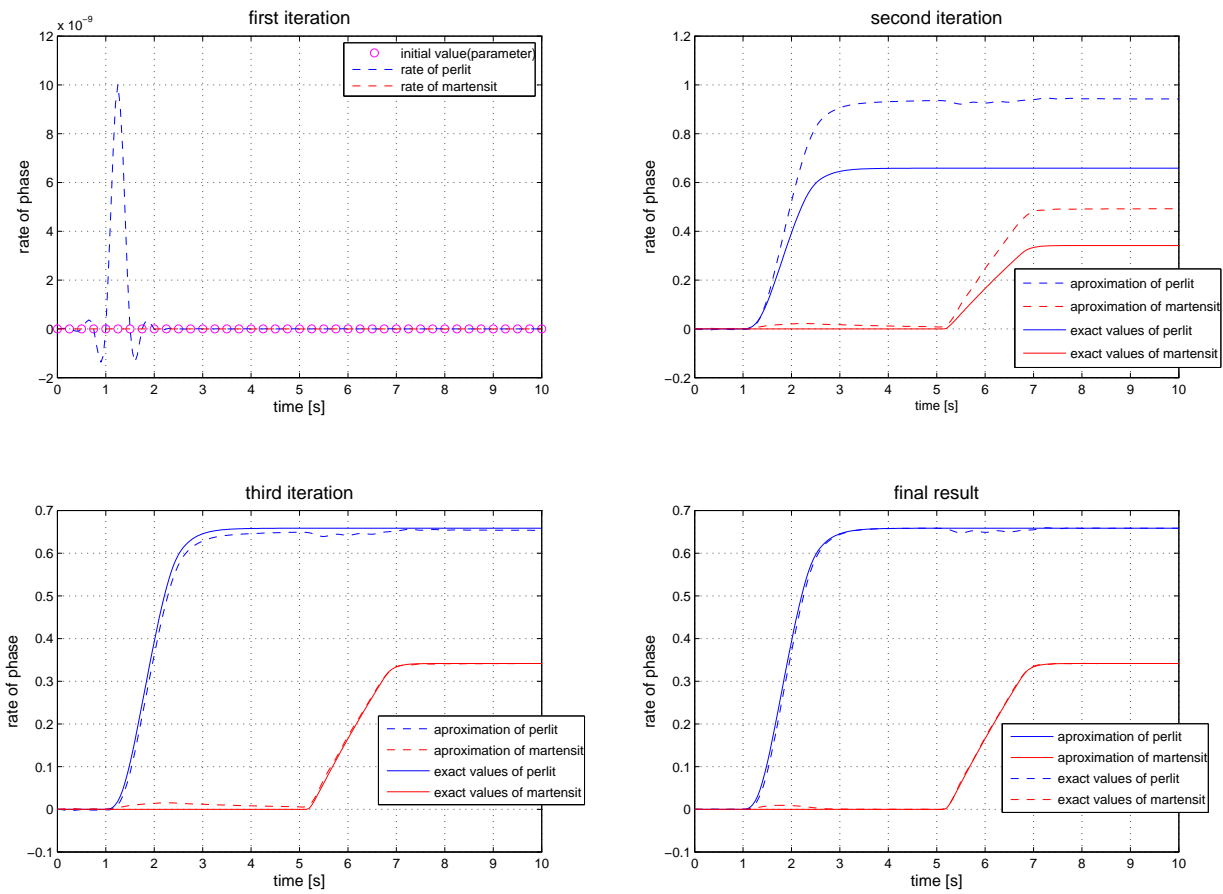 first iteration
x 10⁻⁹
12
10
8
6
4
2
0
−2
rate of phase
0 1 2 3 4 5 6 7 8 9 10
time [s]
initial value(parameter)
rate of perlit
rate of martensit
second iteration
1.2
1
0.8
0.6
0.4
0.2
0
−0.2
rate of phase
0 1 2 3 4 5 6 7 8 9 10
time [s]
aproximation of perlit
aproximation of martensit
exact values of perlit
exact values of martensit
third iteration
0.7
0.6
0.5
0.4
0.3
0.2
0.1
0
−0.1
rate of phase
0 1 2 3 4 5 6 7 8 9 10
time [s]
aproximation of perlit
aproximation of martensit
exact values of perlit
exact values of martensit
final result
0.7
0.6
0.5
0.4
0.3
0.2
0.1
0
−0.1
rate of phase
0 1 2 3 4 5 6 7 8 9 10
time [s]
aproximation of perlit
aproximation of martensit
exact values of perlit
exact values of martensit